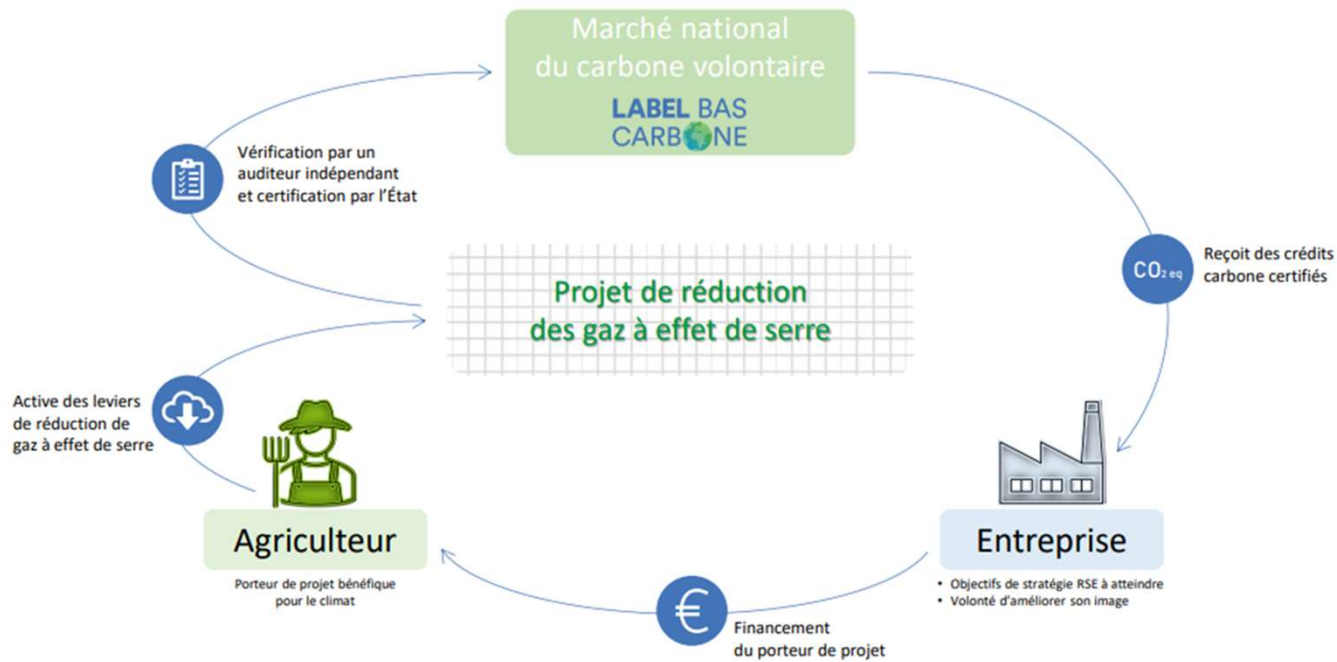 Marché national
du carbone volontaire
LABEL BAS
CARBONE
Vérification par un
auditeur indépendant
et certification par l'État
CO2 eq
Reçoit des crédits
carbone certifiés
Projet de réduction
des gaz à effet de serre
Active des leviers
de réduction de
gaz à effet de serre
Agriculteur
Porteur de projet bénéfique
pour le climat
Entreprise
• Objectifs de stratégie RSE à atteindre
• Volonté d'améliorer son image
€
Financement
du porteur de projet